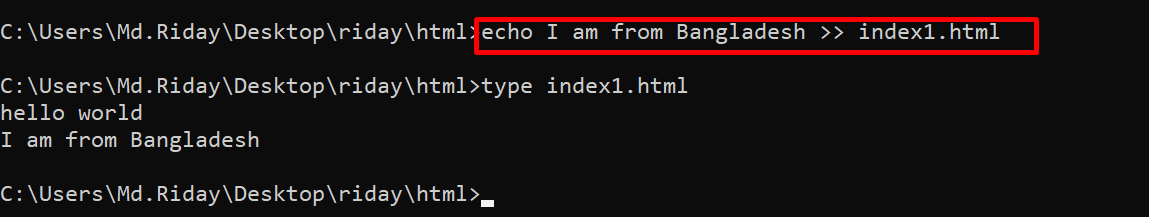 C:\Users\Md.Riday\Desktop\riday\html>echo I am from Bangladesh >> index1.html
C:\Users\Md.Riday\Desktop\riday\html>type index1.html
hello world
I am from Bangladesh
C:\Users\Md.Riday\Desktop\riday\html>